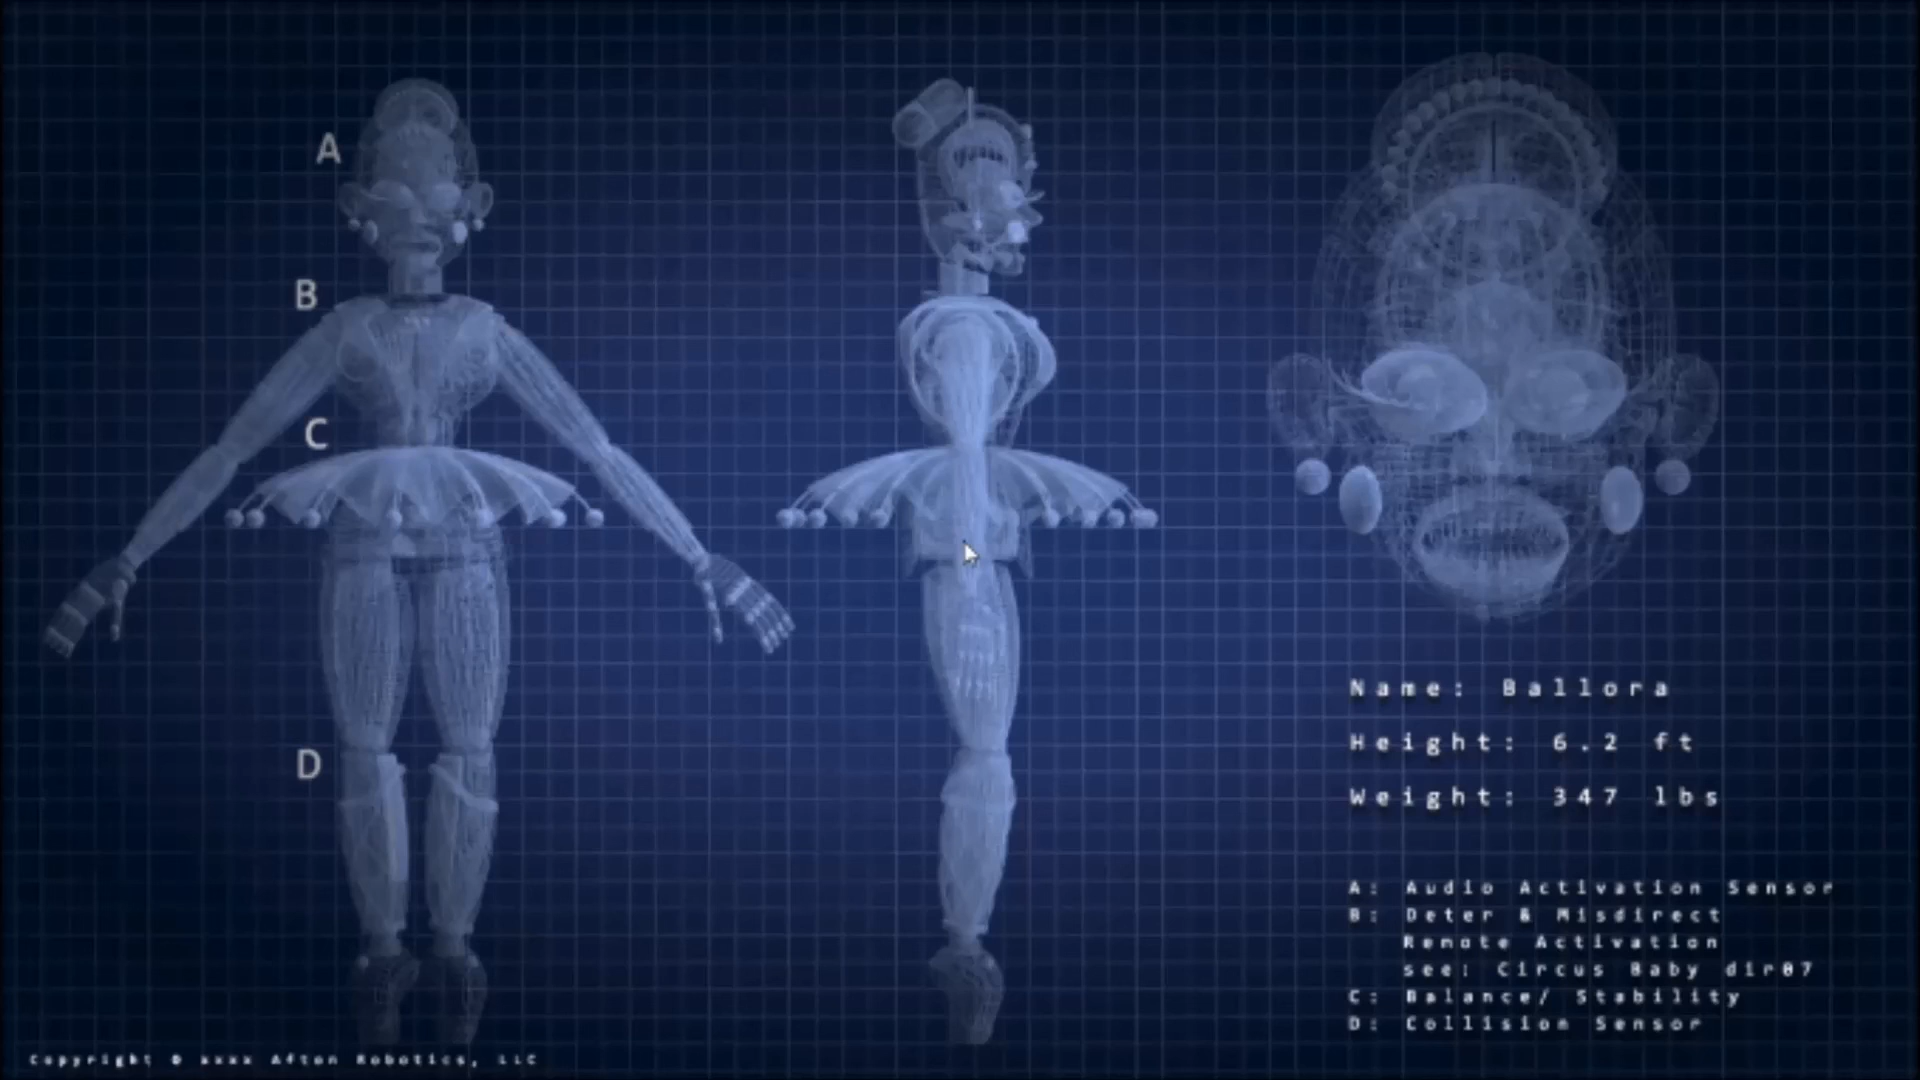 A
B
C
D
Name: Ballora
Height: 6.2 ft
Weight: 347 lbs
A: Audio Activation Sensor
B: Deter & Misdirect
Remote Activation
see: Circus Baby dir07
C: Balance/ Stability
D: Collision Sensor
Copyright © xxxx Afton Robotics, LLC